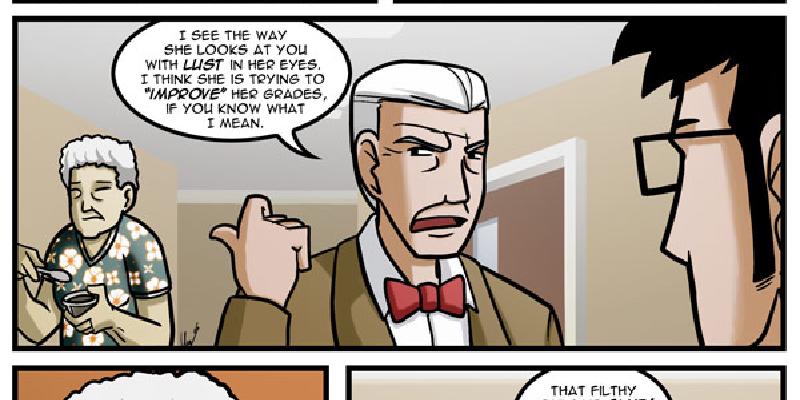 I SEE THE WAY
SHE LOOKS AT YOU
WITH LUST IN HER EYES.
I THINK SHE IS TRYING TO
"IMPROVE" HER GRADES,
IF YOU KNOW WHAT
I MEAN.
THAT FILTHY